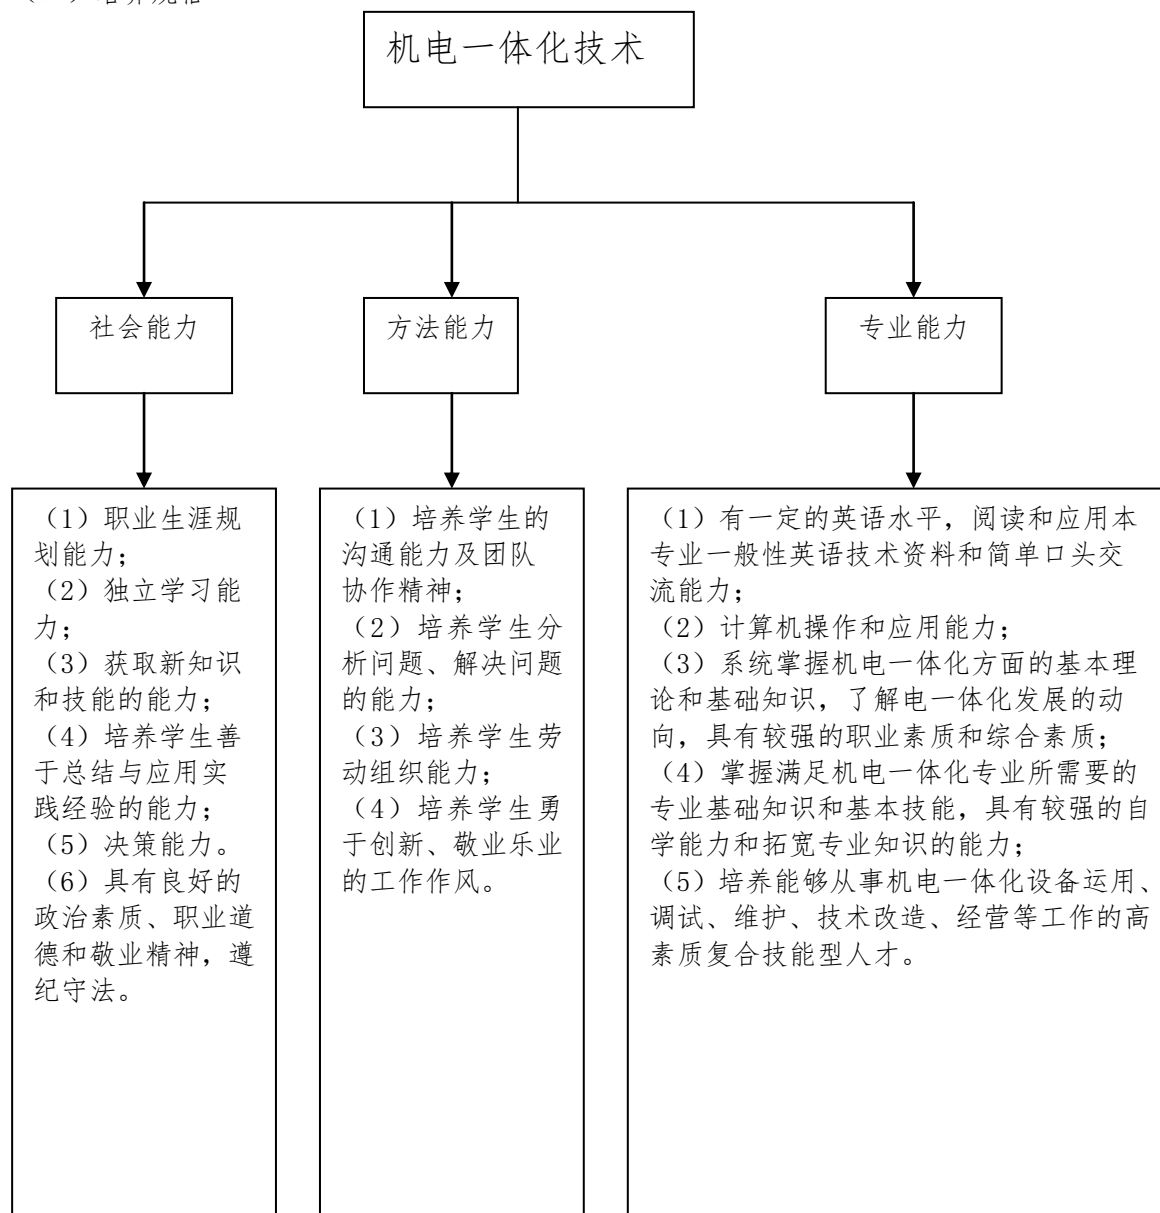 机电一体化技术
社会能力
方法能力
专业能力
（1）职业生涯规
划能力；
（2）独立学习能
力；
（3）获取新知识
和技能的能力；
（4）培养学生善
于总结与应用实
践经验的能力；
（5）决策能力。
（6）具有良好的
政治素质、职业道
德和敬业精神，遵
纪守法。
（1）培养学生的
沟通能力及团队
协作精神；
（2）培养学生分
析问题、解决问题
的能力；
（3）培养学生劳
动组织能力；
（4）培养学生勇
于创新、敬业乐业
的工作作风。
（1）有一定的英语水平，阅读和应用本
专业一般性英语技术资料和简单口头交
流能力；
（2）计算机操作和应用能力；
（3）系统掌握机电一体化方面的基本理
论和基础知识，了解电一体化发展的动
向，具有较强的职业素质和综合素质；
（4）掌握满足机电一体化专业所需要的
专业基础知识和基本技能，具有较强的自
学能力和拓宽专业知识的能力；
（5）培养能够从事机电一体化设备运用、
调试、维护、技术改造、经营等工作的高
素质复合技能型人才。